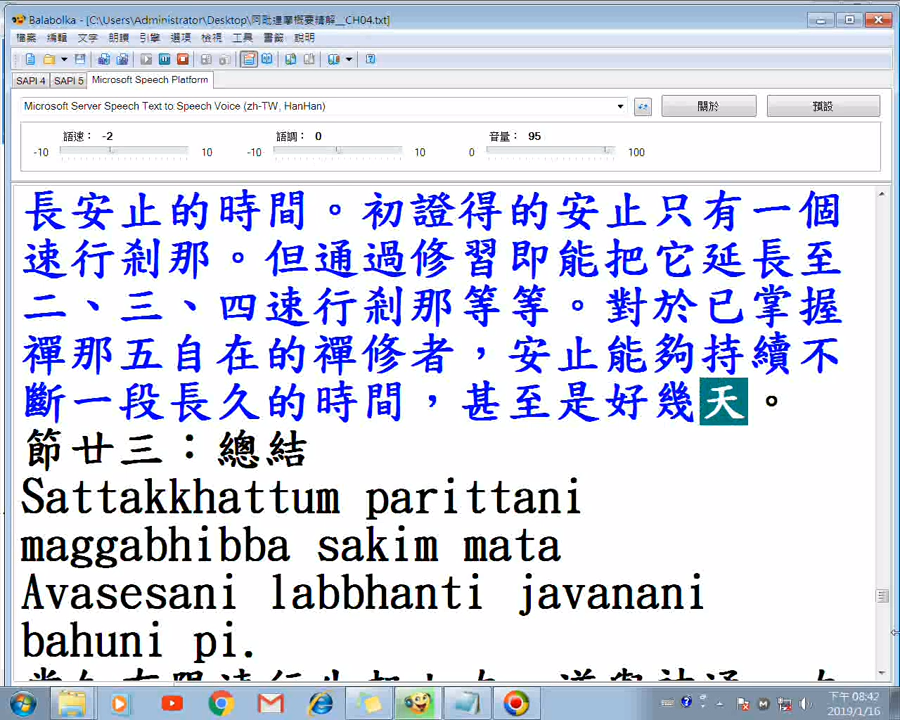 Balabolka - [C:\Users\Administrator\Desktop\阿毗達摩概要精解__CH04.txt]
檔案 編輯 文字 朗讀 引擎 選項 檢視 工具 書籤 說明
SAPI 4 SAPI 5 Microsoft Speech Platform
Microsoft Server Speech Text to Speech Voice (zh-TW, HanHan) 關於 預設
語速： -2 語調： 0 音量： 95
-10 10 -10 10 0 100
長安止的時間。初證得的安止只有一個
速行剎那。但通過修習即能把它延長至
二、三、四速行剎那等等。對於已掌握
禪那五自在的禪修者，安止能夠持續不
斷一段長久的時間，甚至是好幾天。
節廿三：總結
Sattakkhattum parittani
maggabhibba sakim mata
Avasesani labbhanti javanani
bahuni pi.
下午 08:42
2019/1/16